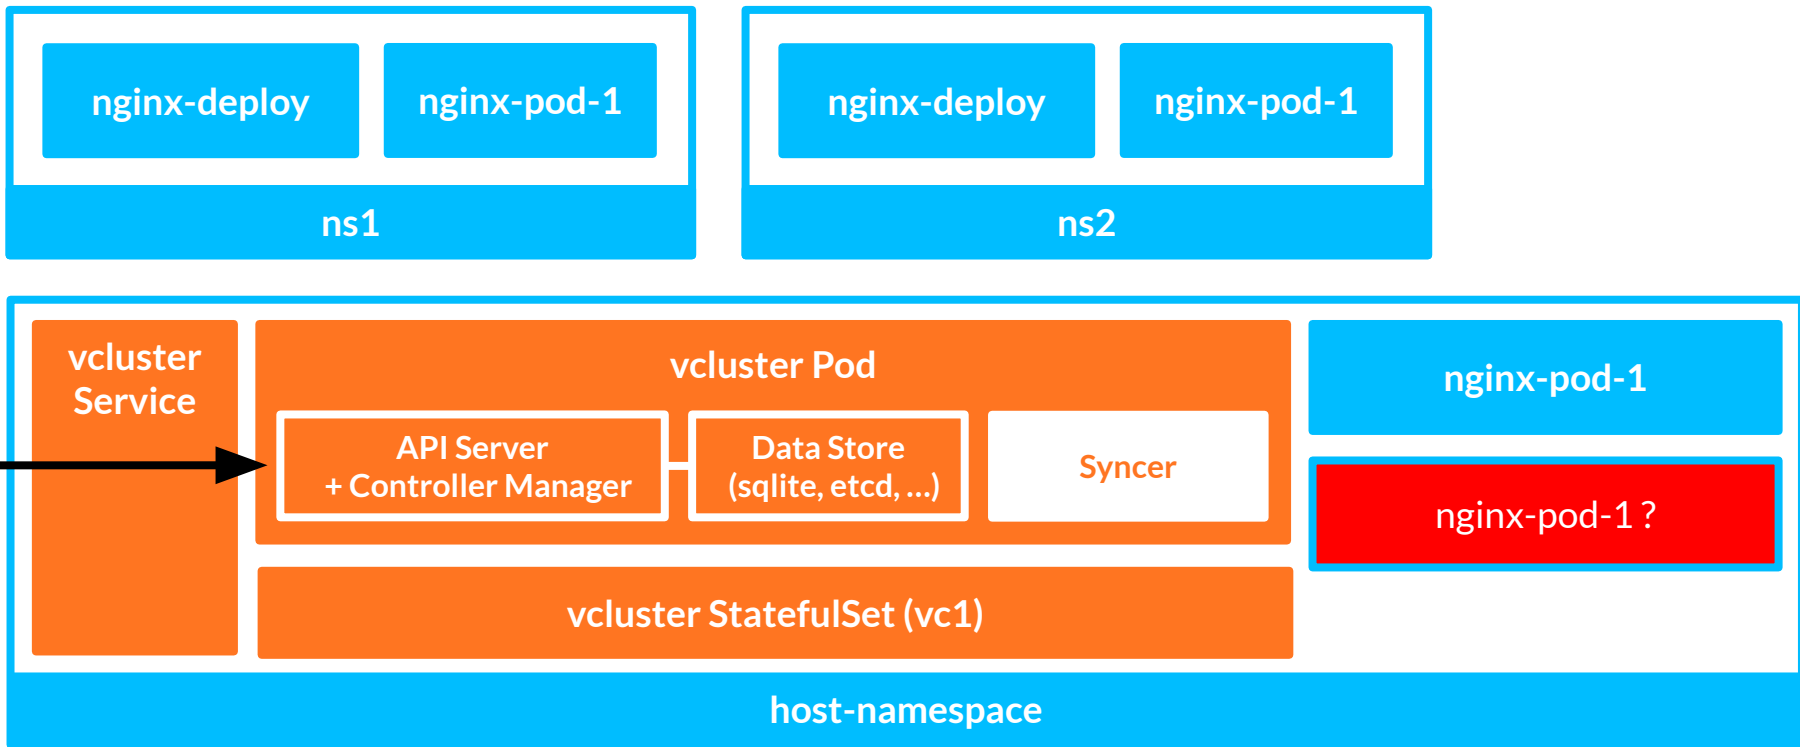 nginx-deploy
nginx-pod-1
ns1
nginx-deploy
nginx-pod-1
ns2
vcluster
Service
vcluster Pod
API Server
+ Controller Manager
Data Store
(sqlite, etcd, ...)
Syncer
vcluster StatefulSet (vc1)
nginx-pod-1
nginx-pod-1 ?
host-namespace